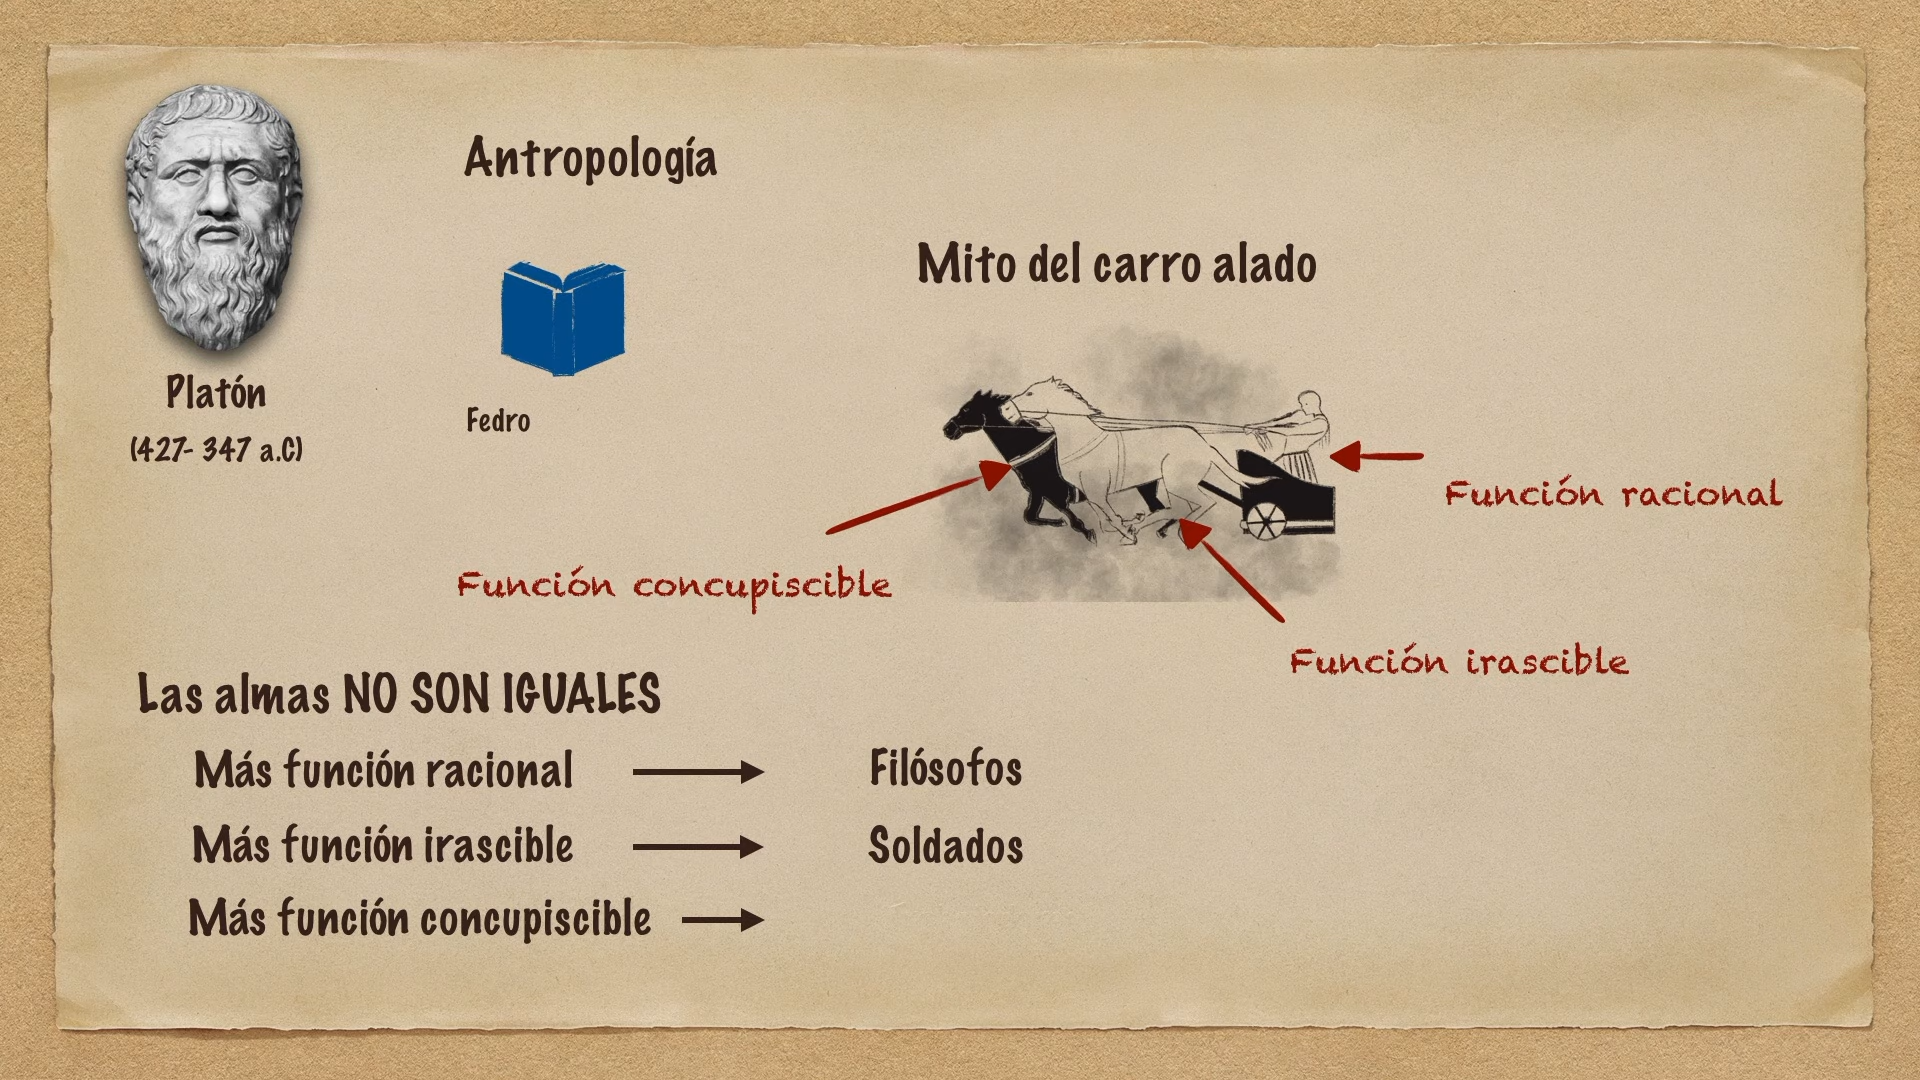 Antropología
Mito del carro alado
Platón
(427- 347 a.C)
Fedro
Función racional
Función concupiscible
Función irascible
Las almas NO SON IGUALES
Más función racional
Filósofos
Más función irascible
Soldados
Más función concupiscible